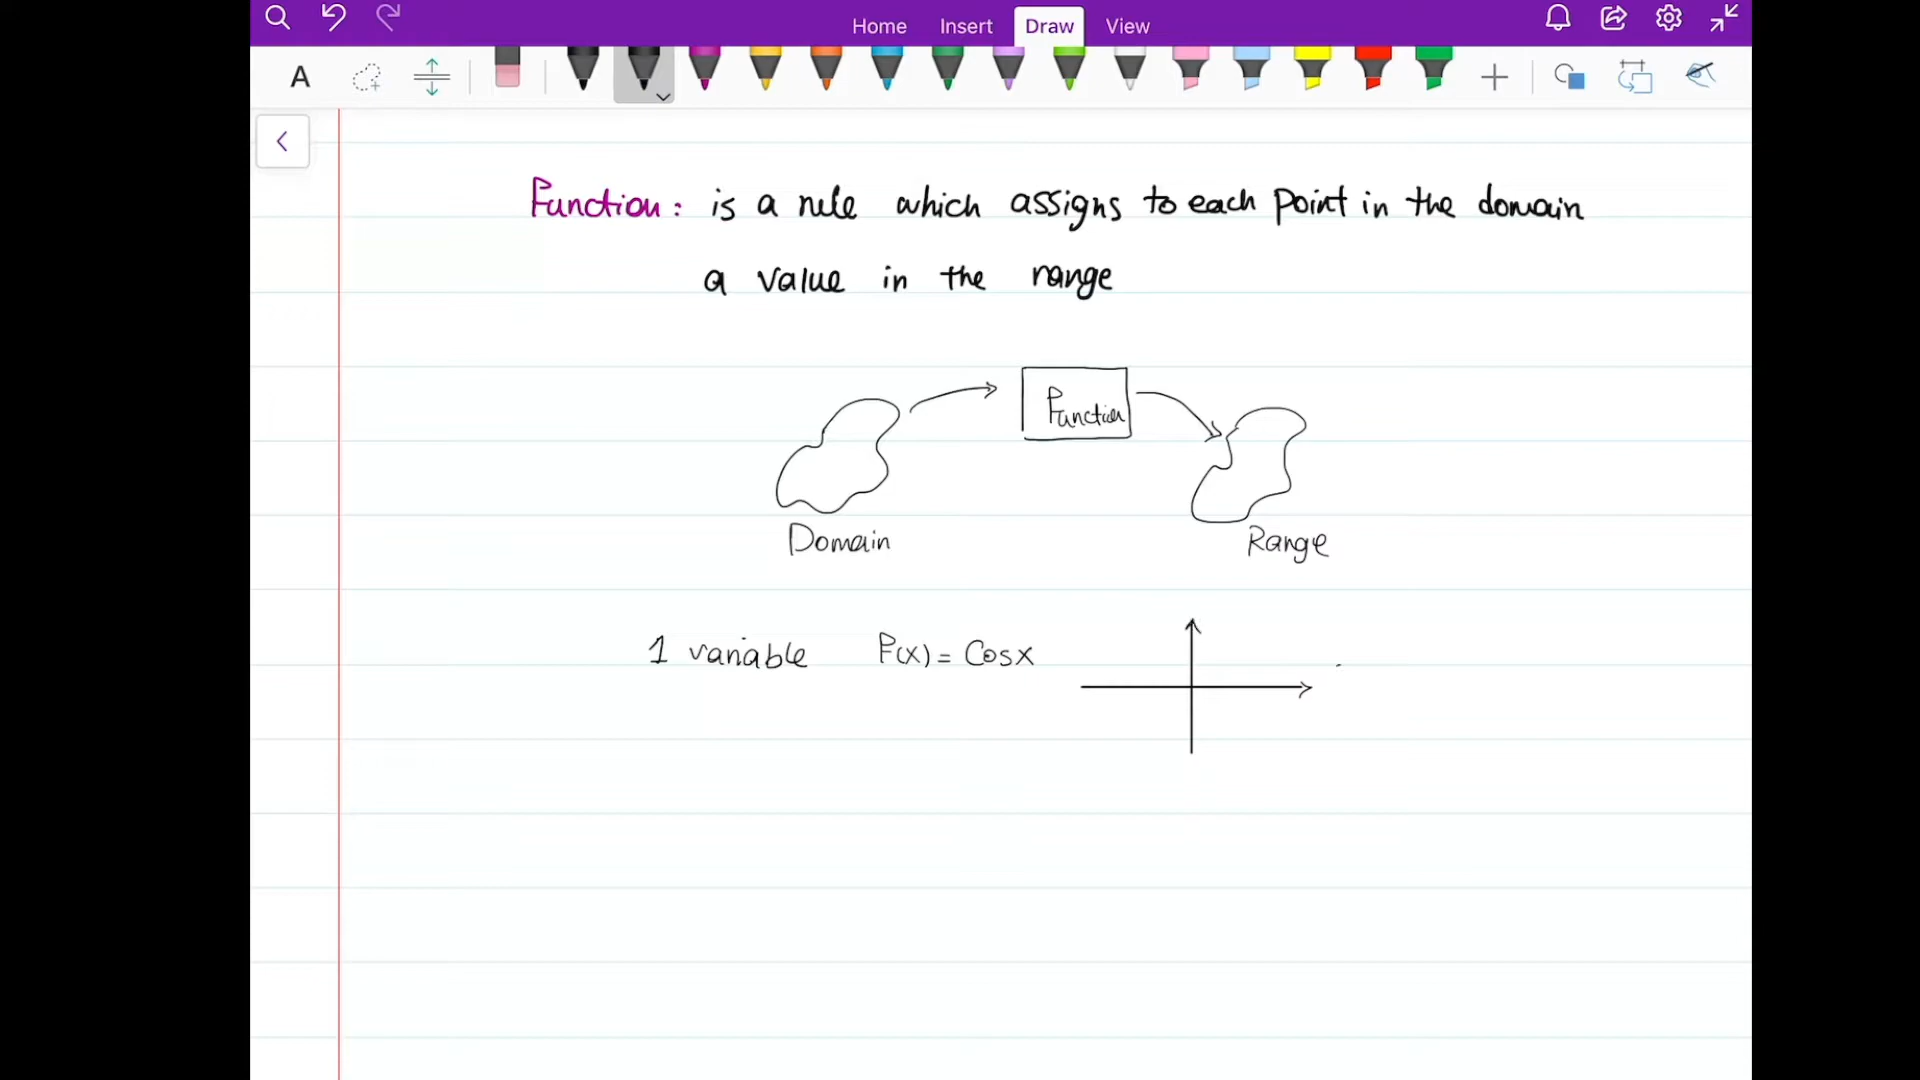 Home Insert Draw View
A
Function: is a rule which assigns to each point in the domain
a value in the range
Function
Domain
Range
1 variable F(x) = Cosx